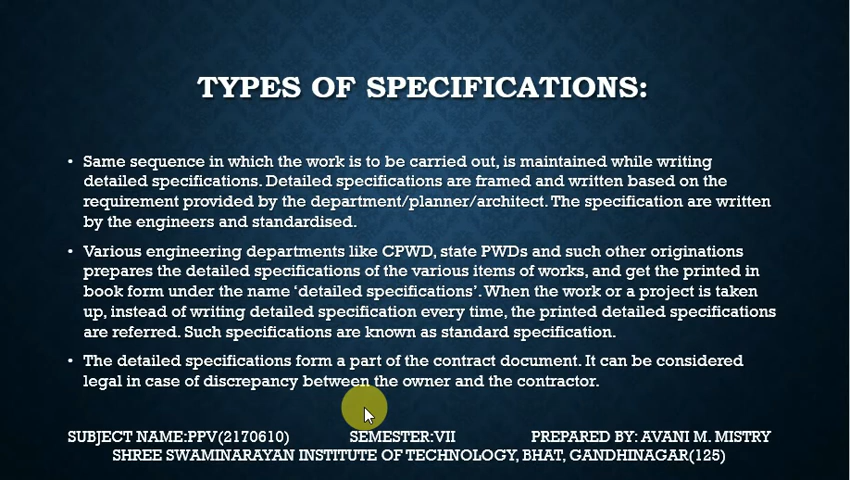 TYPES OF SPECIFICATIONS:
• Same sequence in which the work is to be carried out, is maintained while writing
detailed specifications. Detailed specifications are framed and written based on the
requirement provided by the department/planner/architect. The specification are written
by the engineers and standardised.
• Various engineering departments like CPWD, state PWDs and such other originations
prepares the detailed specifications of the various items of works, and get the printed in
book form under the name ‘detailed specifications’. When the work or a project is taken
up, instead of writing detailed specification every time, the printed detailed specifications
are referred. Such specifications are known as standard specification.
• The detailed specifications form a part of the contract document. It can be considered
legal in case of discrepancy between the owner and the contractor.
SUBJECT NAME:PPV(2170610) SEMESTER:VII PREPARED BY: AVANI M. MISTRY
SHREE SWAMINARAYAN INSTITUTE OF TECHNOLOGY, BHAT, GANDHINAGAR(125)